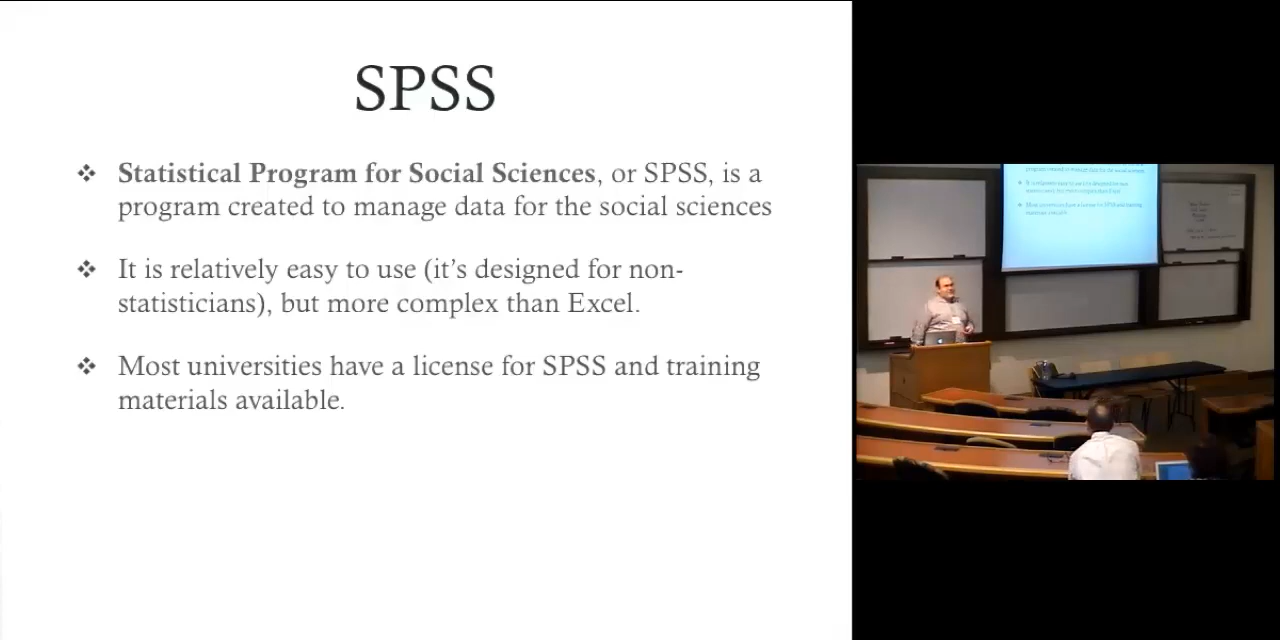 SPSS
❖ Statistical Program for Social Sciences, or SPSS, is a
program created to manage data for the social sciences
❖ It is relatively easy to use (it’s designed for non-
statisticians), but more complex than Excel.
❖ Most universities have a license for SPSS and training
materials available.